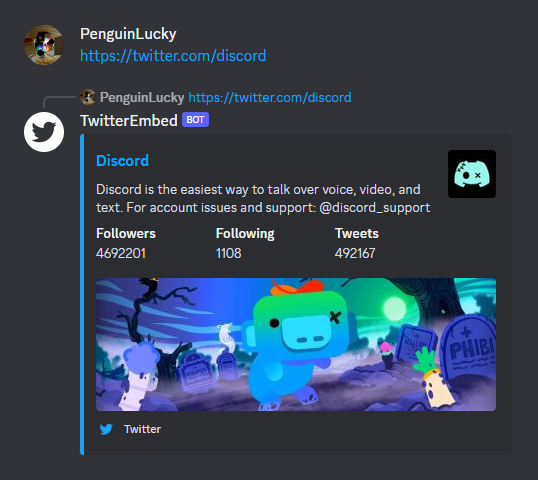 PenguinLucky
https://twitter.com/discord
PenguinLucky https://twitter.com/discord
TwitterEmbed BOT
Discord
Discord is the easiest way to talk over voice, video, and
text. For account issues and support: @discord_support
Followers Following Tweets
4692201 1108 492167
PHIBI
Twitter